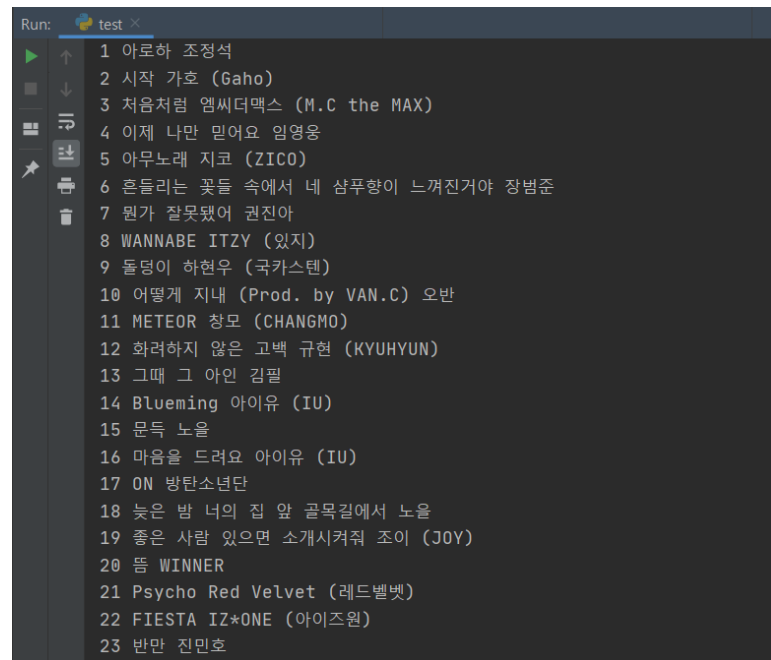 Run: test
1 아로하 조정석
2 시작 가호 (Gaho)
3 처음처럼 엠씨더맥스 (M.C the MAX)
4 이제 나만 믿어요 임영웅
5 아무노래 지코 (ZICO)
6 흔들리는 꽃들 속에서 네 샴푸향이 느껴진거야 장범준
7 뭔가 잘못됐어 권진아
8 WANNABE ITZY (있지)
9 돌덩이 하현우 (국카스텐)
10 어떻게 지내 (Prod. by VAN.C) 오반
11 METEOR 창모 (CHANGMO)
12 화려하지 않은 고백 규현 (KYUHYUN)
13 그때 그 아인 김필
14 Blueming 아이유 (IU)
15 문득 노을
16 마음을 드려요 아이유 (IU)
17 ON 방탄소년단
18 늦은 밤 너의 집 앞 골목길에서 노을
19 좋은 사람 있으면 소개시켜줘 조이 (JOY)
20 뜸 WINNER
21 Psycho Red Velvet (레드벨벳)
22 FIESTA IZ*ONE (아이즈원)
23 반만 진민호